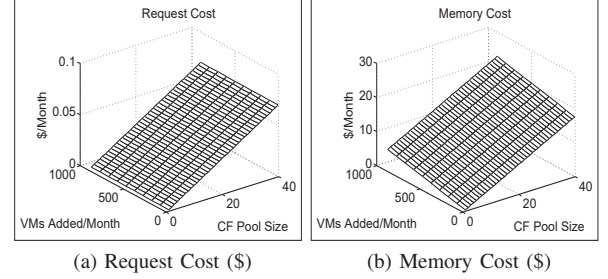 Request Cost
0.1
0.05
0
$/Month
1000
500
0
VMs Added/Month
0
20
40
CF Pool Size
(a) Request Cost ($)
Memory Cost
30
20
10
0
$/Month
1000
500
0
VMs Added/Month
0
20
40
CF Pool Size
(b) Memory Cost ($)